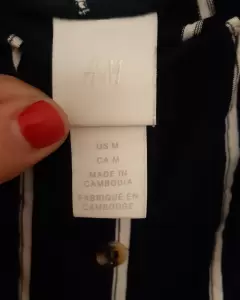 H&M
US M
CA M
MADE IN
CAMBODIA
FABRIQUÉ EN
CAMBODGE